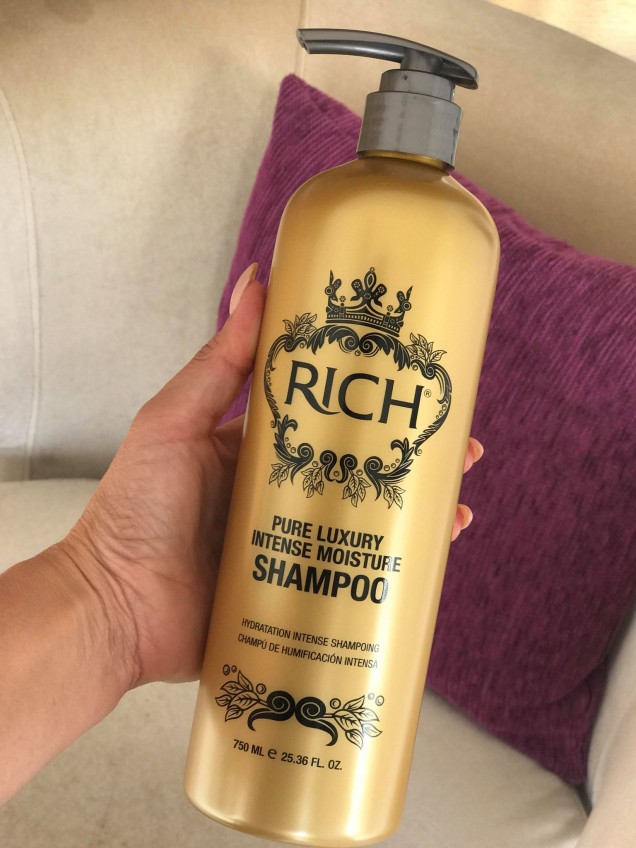 RICH®
PURE LUXURY
INTENSE MOISTURE
SHAMPOO
HYDRATATION INTENSE SHAMPOING
CHAMPÚ DE HUMIFICACIÓN INTENSA
750 ML ℮ 25.36 FL. OZ.